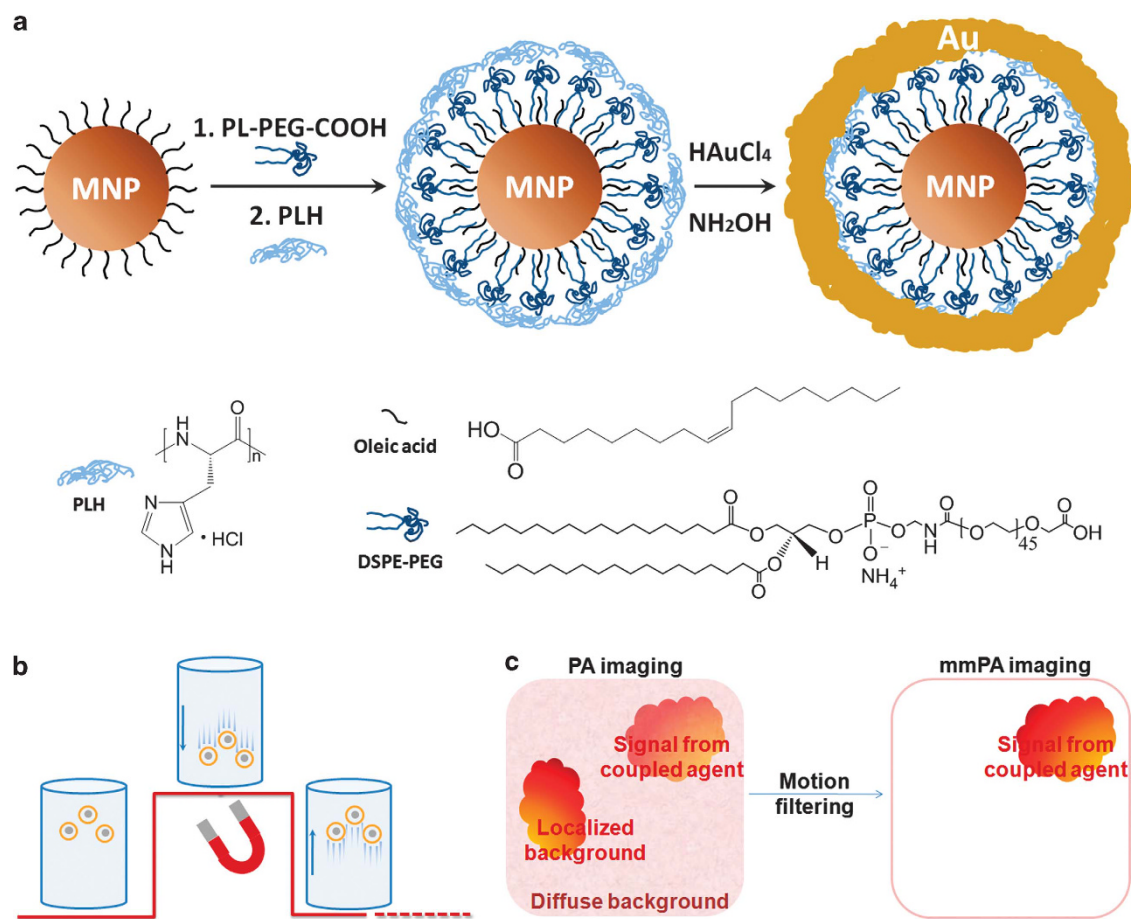 a
MNP
1. PL-PEG-COOH
2. PLH
MNP
HAuCl4
NH2OH
Au
MNP
PLH
H
N
O
n
N
N
H
• HCl
Oleic acid
HO
O
DSPE-PEG
O
O
O
O
H
O
P
O
O−
NH4+
O
N
H
O
O
O
45
O
O
OH
b
c
PA imaging
Signal from
coupled agent
Localized
background
Diffuse background
Motion
filtering
mmPA imaging
Signal from
coupled agent